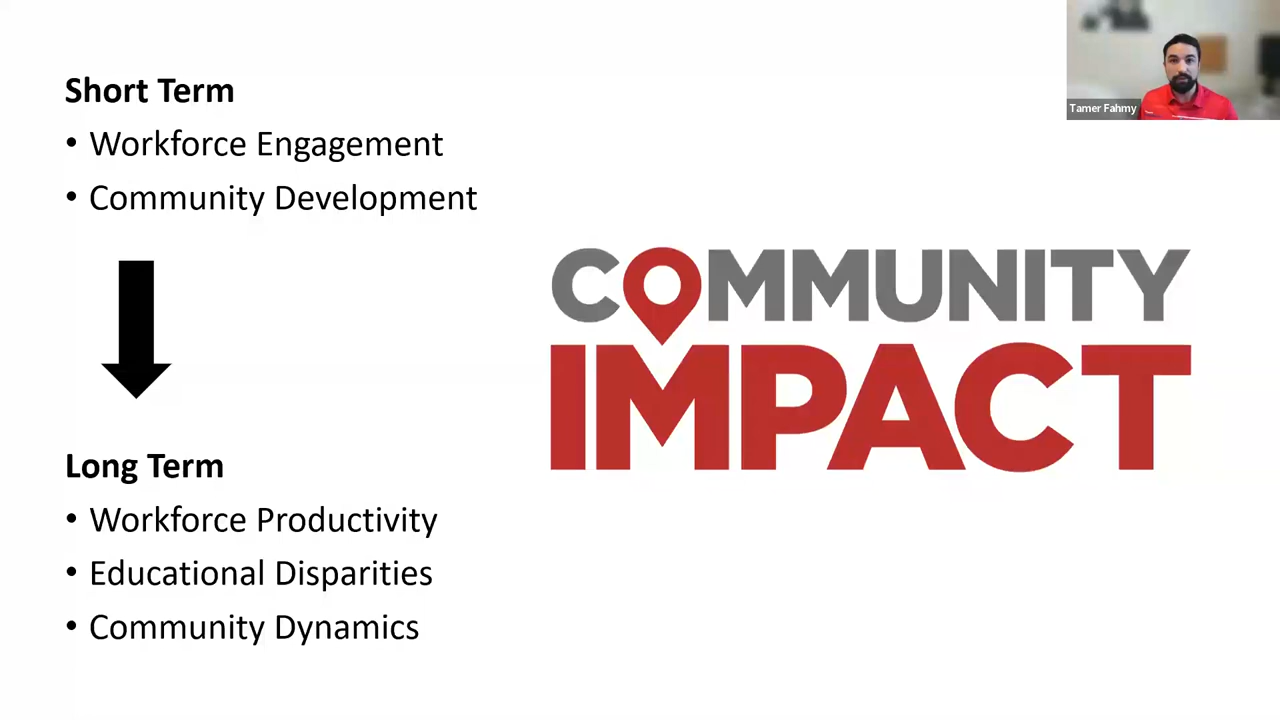 Short Term
• Workforce Engagement
• Community Development
Long Term
• Workforce Productivity
• Educational Disparities
• Community Dynamics
COMMUNITY
IMPACT
Tamer Fahmy